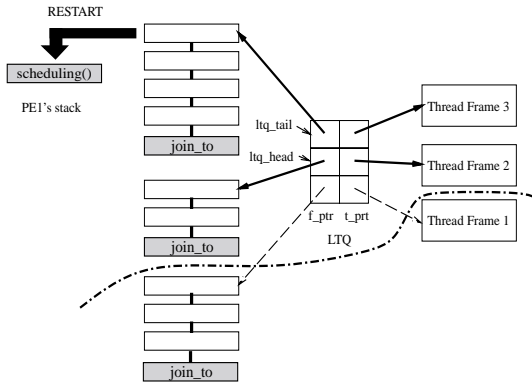 RESTART
scheduling()
PE1's stack
join_to
join_to
join_to
ltq_tail
ltq_head
f_ptr t_prt
LTQ
Thread Frame 3
Thread Frame 2
Thread Frame 1